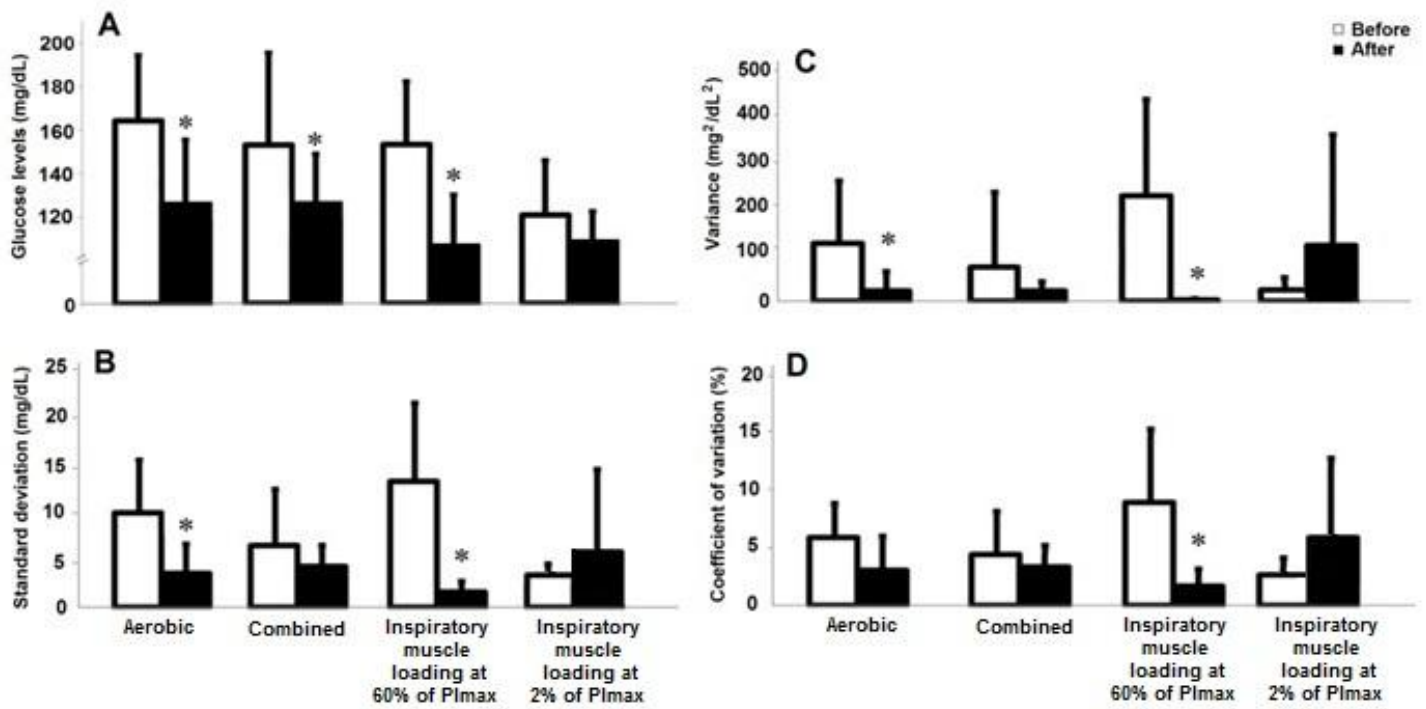 A
Glucose levels (mg/dL)
200
180
160
140
120
0
*
*
*
C
Before
After
Variance (mg²/dL²)
500
400
300
200
100
0
*
*
B
Standard deviation (mg/dL)
25
20
15
10
5
0
*
*
Aerobic
Combined
Inspiratory
muscle
loading at
60% of PImax
Inspiratory
muscle
loading at
2% of PImax
D
Coefficient of variation (%)
20
15
10
5
0
*
Aerobic
Combined
Inspiratory
muscle
loading at
60% of PImax
Inspiratory
muscle
loading at
2% of PImax